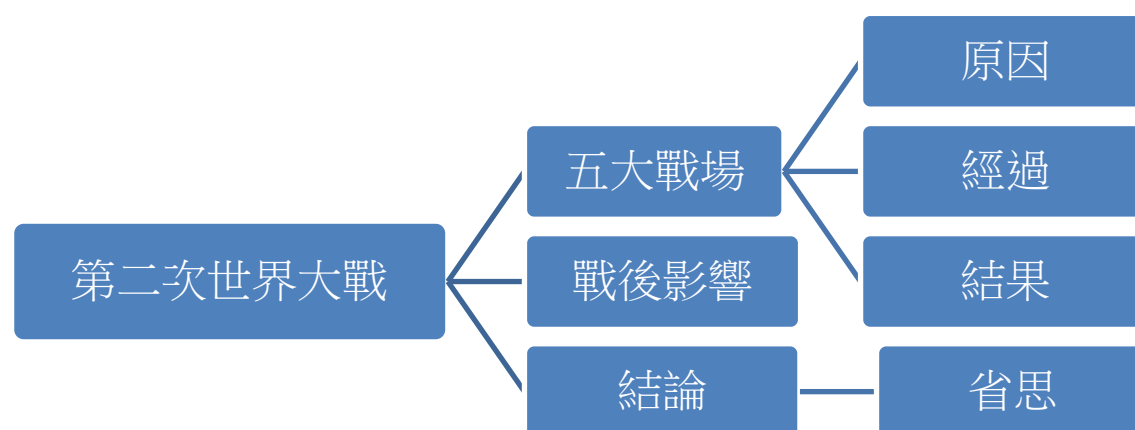 第二次世界大戰
五大戰場
原因
經過
結果
戰後影響
結論
省思